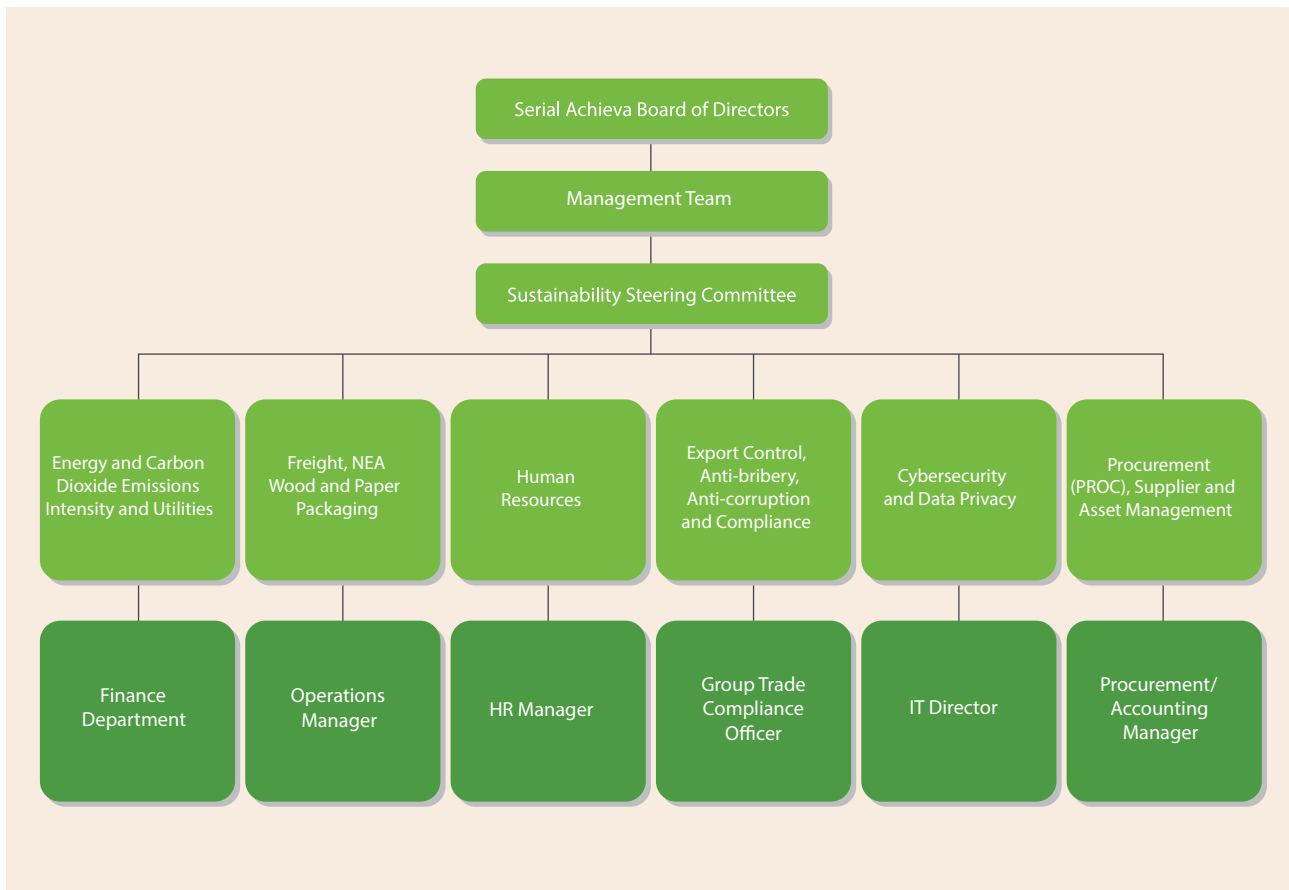 Serial Achieva Board of Directors
Management Team
Sustainability Steering Committee
Energy and Carbon
Dioxide Emissions
Intensity and Utilities
Freight, NEA
Wood and Paper
Packaging
Human
Resources
Export Control,
Anti-bribery,
Anti-corruption
and Compliance
Cybersecurity
and Data Privacy
Procurement
(PROC), Supplier and
Asset Management
Finance
Department
Operations
Manager
HR Manager
Group Trade
Compliance
Officer
IT Director
Procurement/
Accounting
Manager